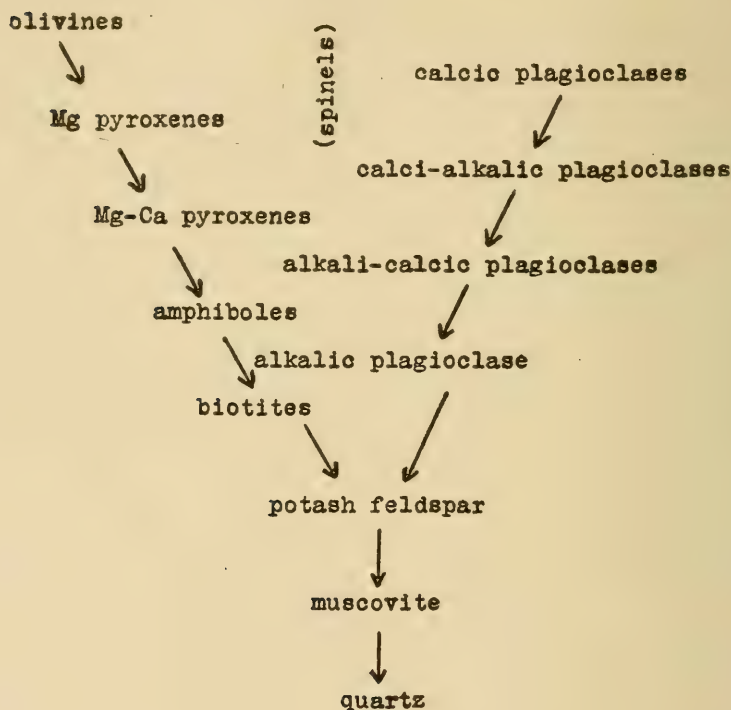 olivines
(spinels)
calcic plagioclases
Mg pyroxenes
calci-alkalic plagioclases
Mg-Ca pyroxenes
alkali-calcic plagioclases
amphiboles
alkalic plagioclase
biotites
potash feldspar
muscovite
quartz